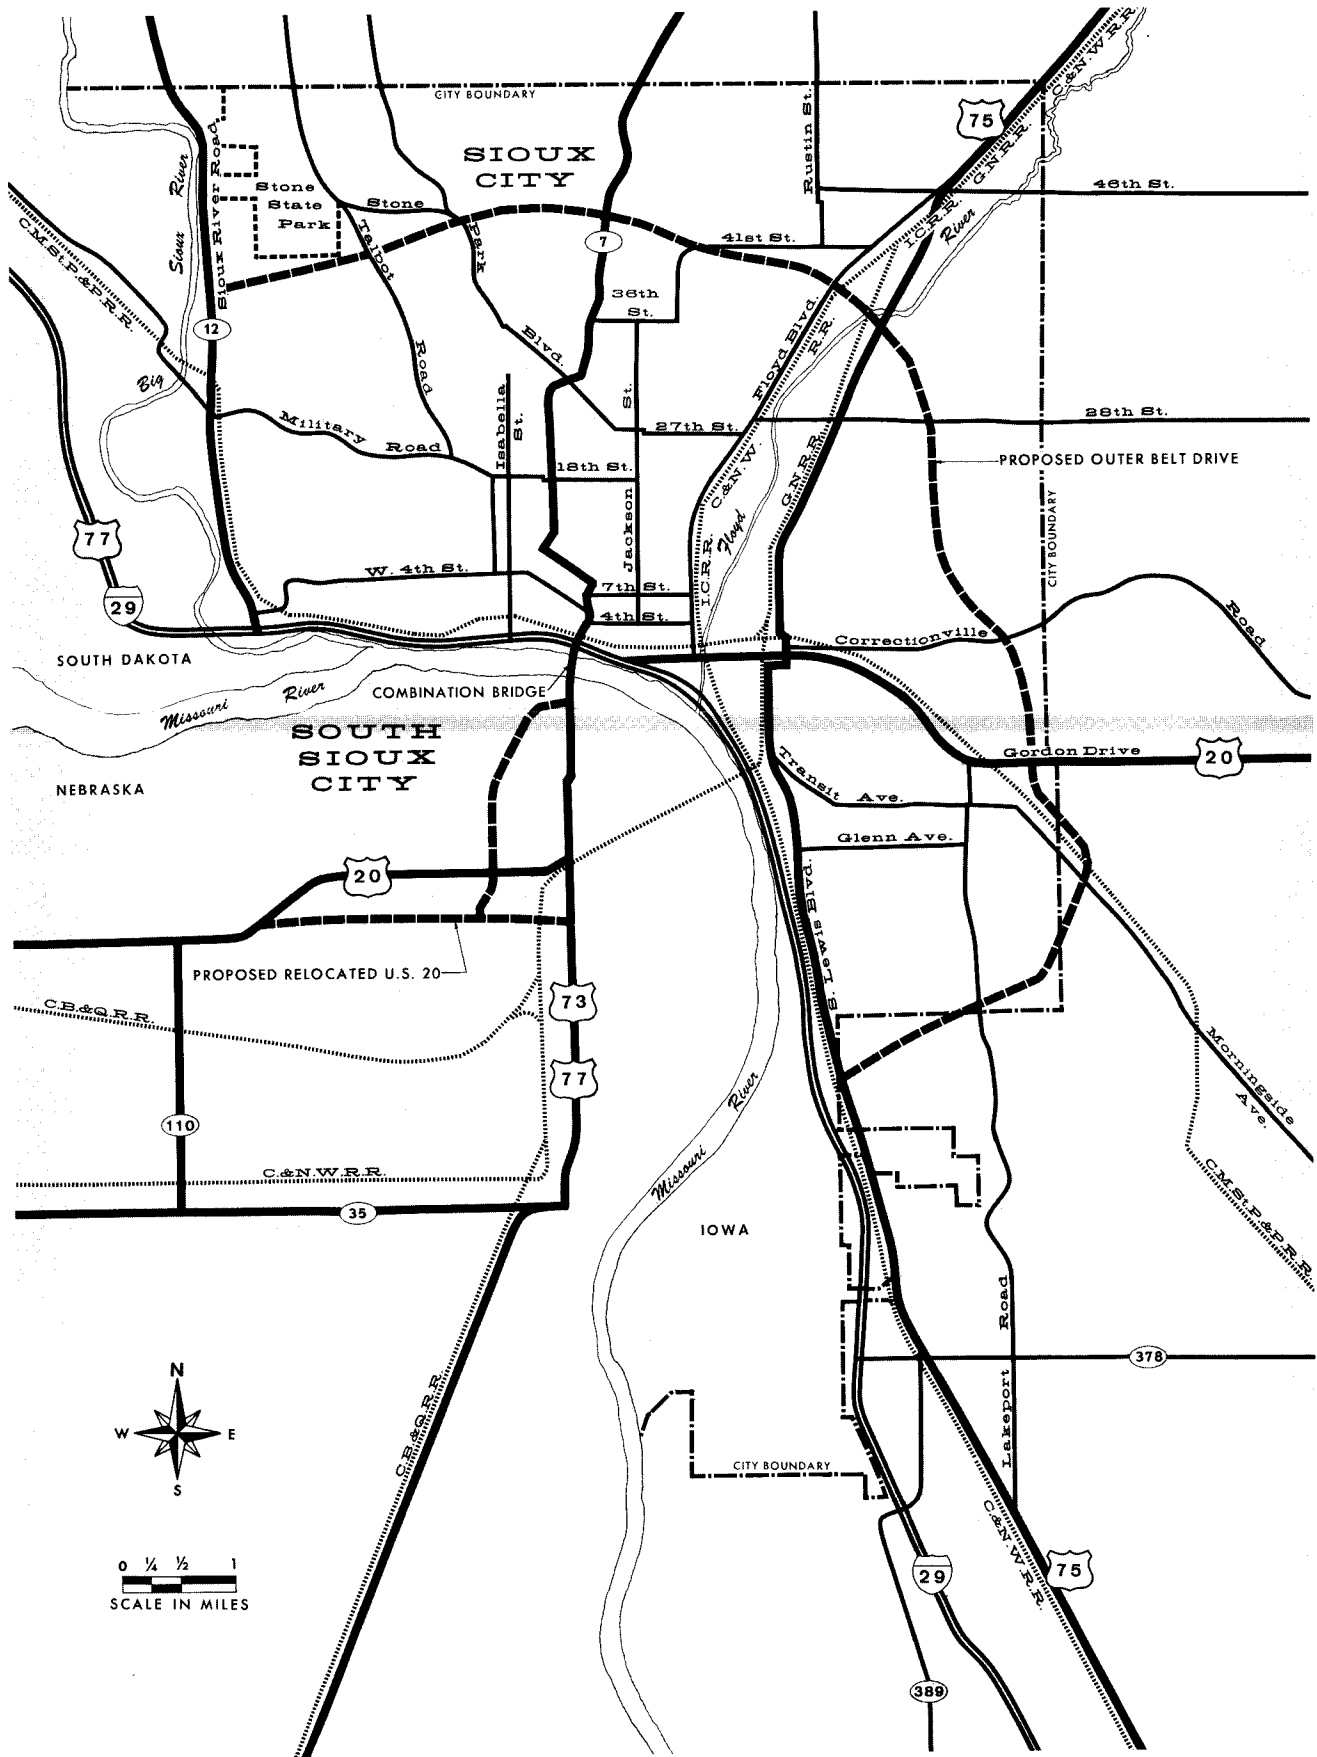 CITY BOUNDARY
C.&N.W.R.R.
75
Rustin St.
SIOUX
CITY
G.N.R.R.
46th St.
Sioux River
Sioux River Road
Stone
State
Park
Stone
Park
Blvd.
Talbot
Road
7
41st St.
I.C.R.R.
River
C.M.St.P.&P.R.R.
36th
St.
12
Floyd Blvd.
R.R.
Big
Military Road
Isabella
St.
St.
27th St.
28th St.
18th St.
C.&N.W.
G.N.R.R.
PROPOSED OUTER BELT DRIVE
Jackson
Floyd
CITY BOUNDARY
77
29
W. 4th St.
7th St.
4th St.
I.C.R.R.
Correctionville
Road
SOUTH DAKOTA
Missouri River
COMBINATION BRIDGE
SOUTH
SIOUX
CITY
NEBRASKA
Gordon Drive
20
Transit Ave.
Glenn Ave.
20
S. Lewis Blvd.
PROPOSED RELOCATED U.S. 20
C.B.&Q.R.R.
73
77
Morningside
Ave.
110
Missouri River
C.&N.W.R.R.
35
IOWA
C.M.St.P.&P.R.R.
Lakeport Road
378
N
W E
S
C.B.&Q.R.R.
CITY BOUNDARY
C.&N.W.R.R.
29
75
0 ¼ ½ 1
SCALE IN MILES
389